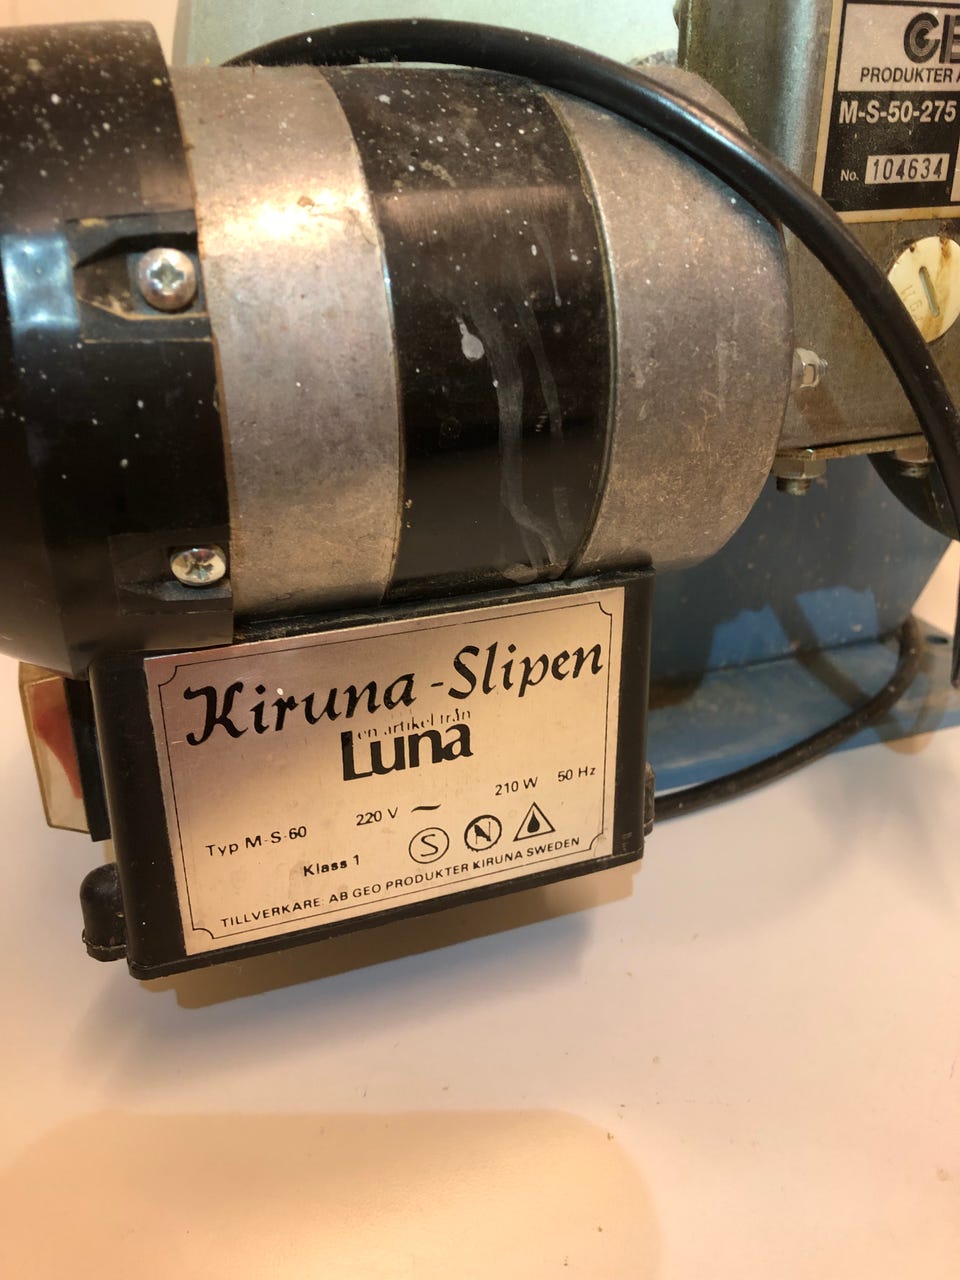 PRODUKTER
M-S-50-275
No. 104634
Kiruna-Slipen
en artikel från
Luna
Typ M-S-60 220 V ~ 210 W 50 Hz
Klass 1 S N
TILLVERKARE: AB GEO PRODUKTER KIRUNA SWEDEN